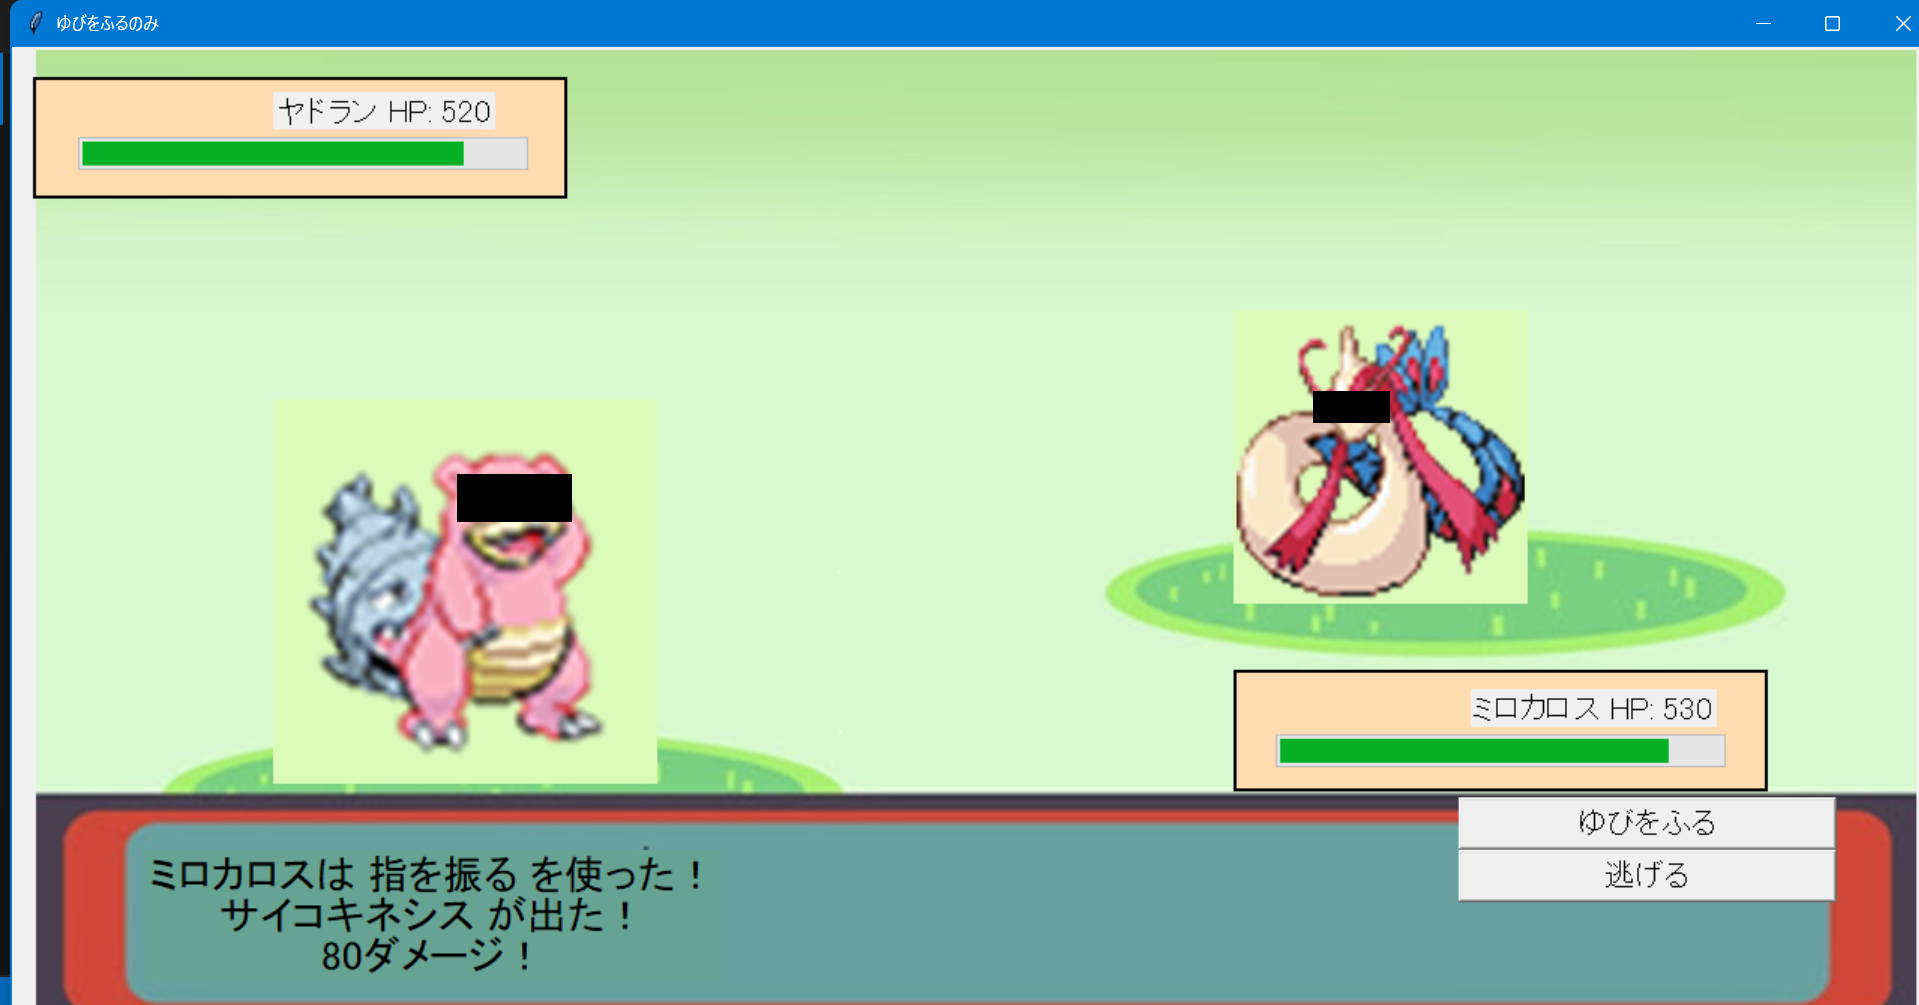 ゆびをふるのみ
ヤドラン HP: 520
ミロカロス HP: 530
ゆびをふる
逃げる
ミロカロスは 指を振る を使った！
サイコキネシス が出た！
80ダメージ！